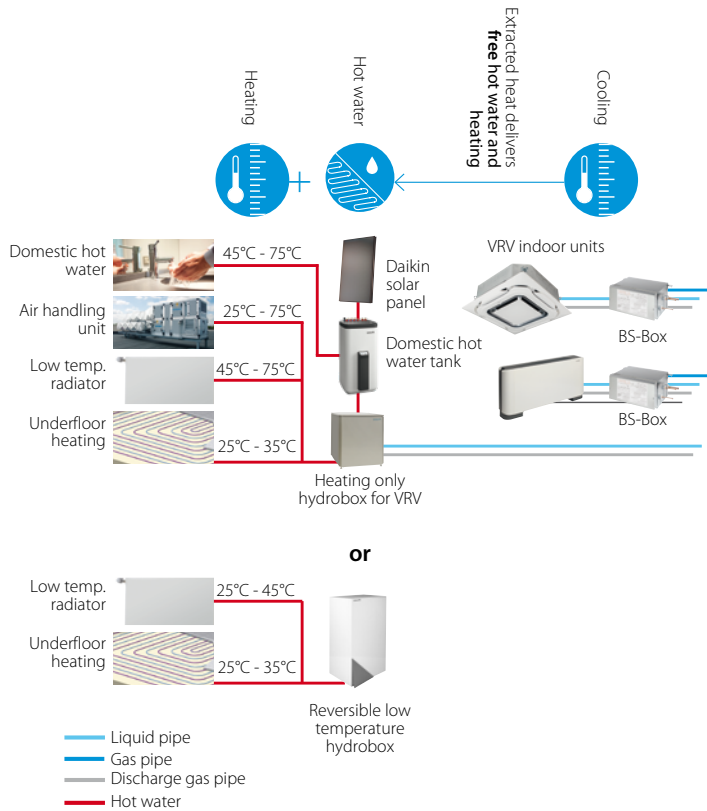 Heating
Hot water
Extracted heat delivers
free hot water and
heating
Cooling
Domestic hot
water
45°C - 75°C
Air handling
unit
25°C - 75°C
Low temp.
radiator
45°C - 75°C
Underfloor
heating
25°C - 35°C
Daikin
solar
panel
Domestic hot
water tank
Heating only
hydrobox for VRV
VRV indoor units
BS-Box
BS-Box
or
Low temp.
radiator
25°C - 45°C
Underfloor
heating
25°C - 35°C
Reversible low
temperature
hydrobox
Liquid pipe
Gas pipe
Discharge gas pipe
Hot water